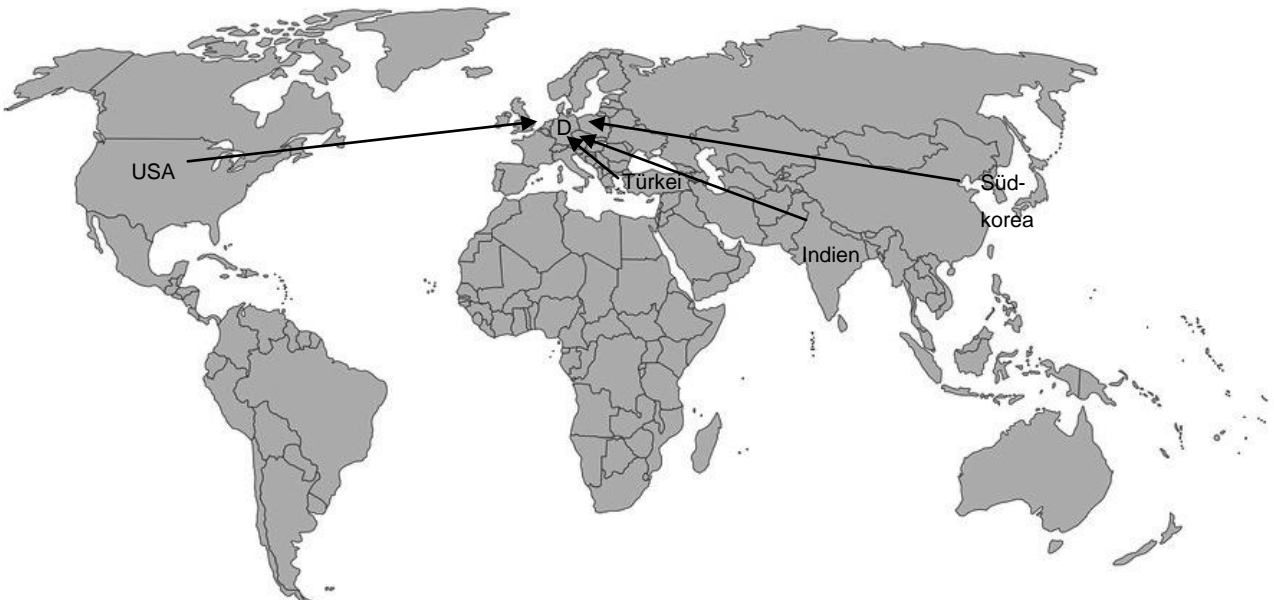 D
USA
Türkei
Süd-
korea
Indien